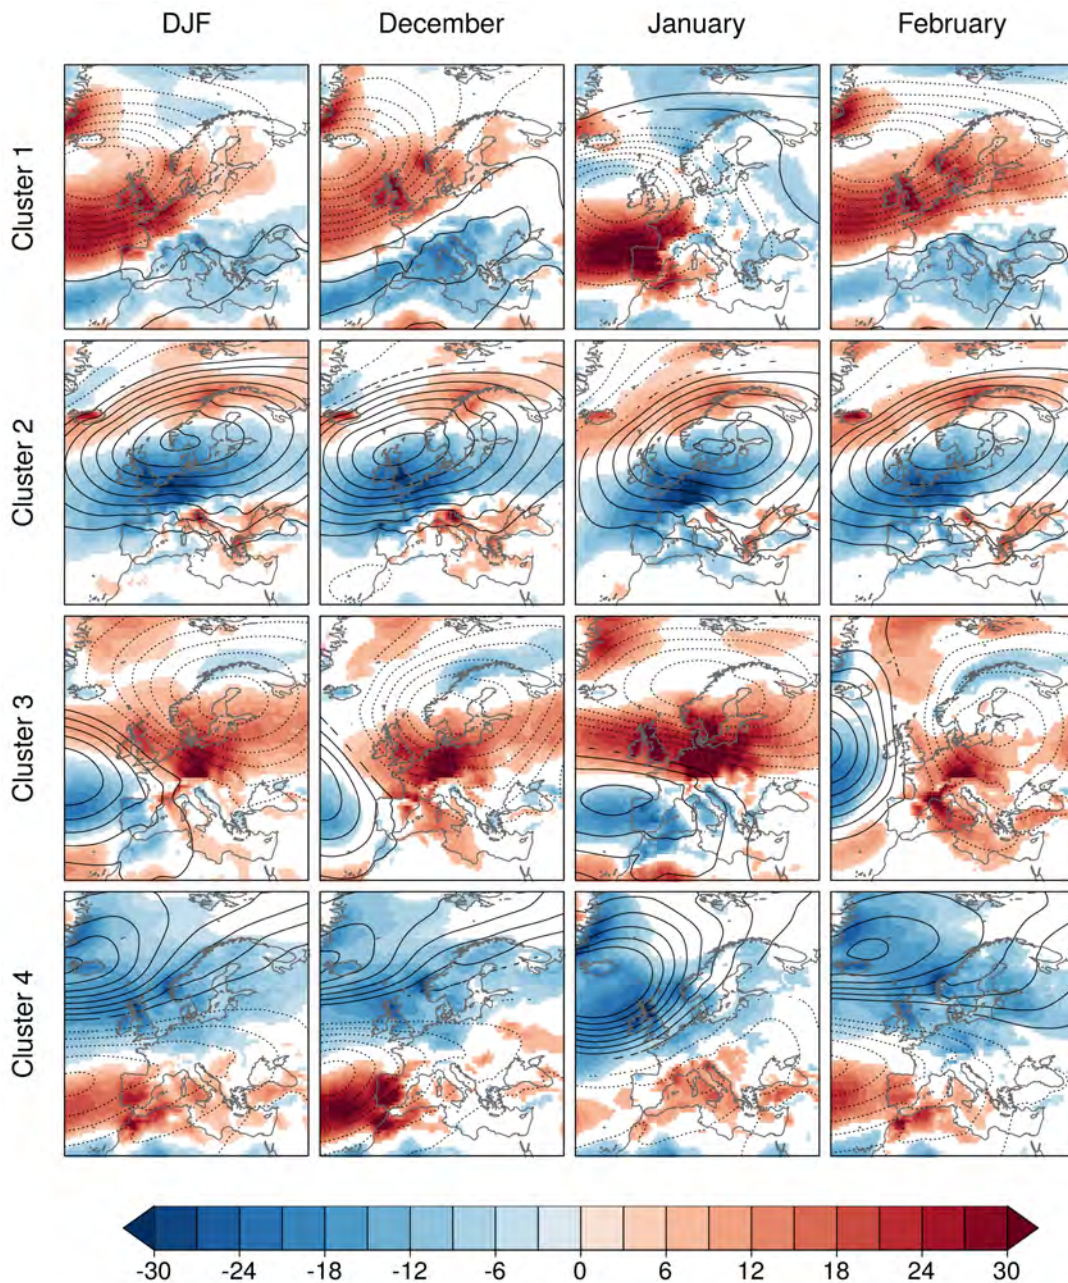 DJF December January February
Cluster 1
Cluster 2
Cluster 3
Cluster 4
-30 -24 -18 -12 -6 0 6 12 18 24 30